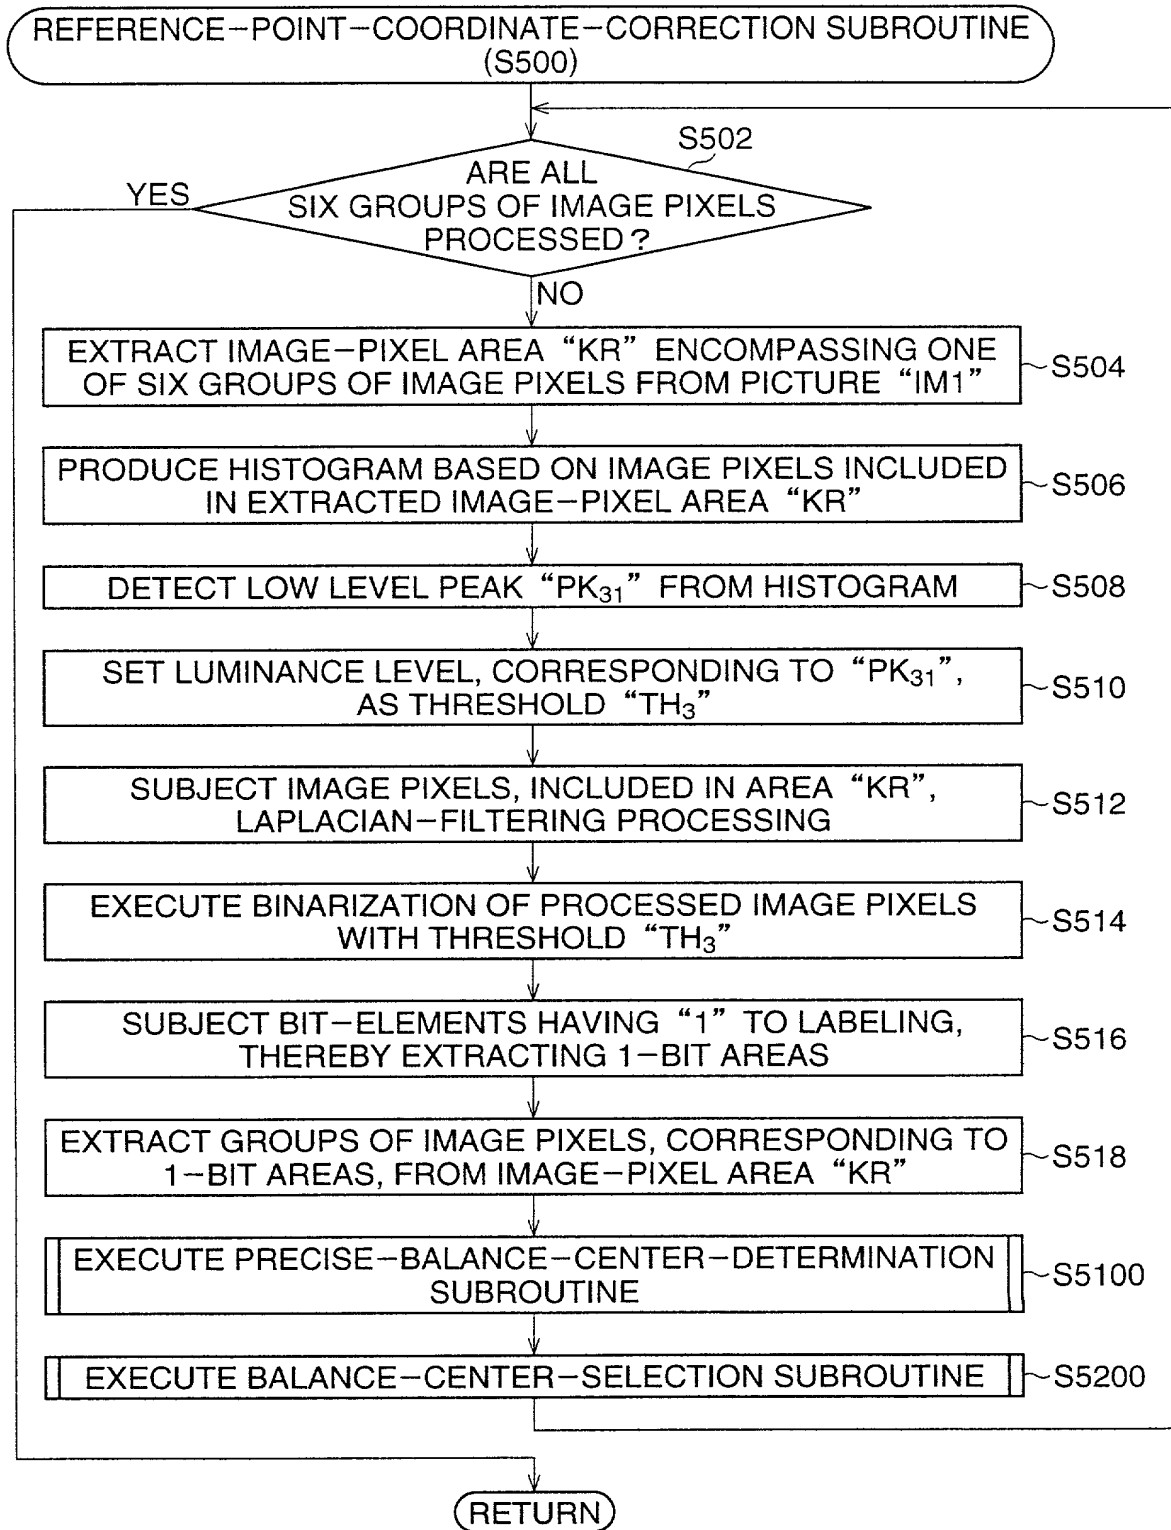 REFERENCE-POINT-COORDINATE-CORRECTION SUBROUTINE
(S500)
S502
ARE ALL
SIX GROUPS OF IMAGE PIXELS
PROCESSED?
YES
NO
EXTRACT IMAGE-PIXEL AREA “KR” ENCOMPASSING ONE
OF SIX GROUPS OF IMAGE PIXELS FROM PICTURE “IM1”
S504
PRODUCE HISTOGRAM BASED ON IMAGE PIXELS INCLUDED
IN EXTRACTED IMAGE-PIXEL AREA “KR”
S506
DETECT LOW LEVEL PEAK “PK₃₁” FROM HISTOGRAM
S508
SET LUMINANCE LEVEL, CORRESPONDING TO “PK₃₁”,
AS THRESHOLD “TH₃”
S510
SUBJECT IMAGE PIXELS, INCLUDED IN AREA “KR”,
LAPLACIAN-FILTERING PROCESSING
S512
EXECUTE BINARIZATION OF PROCESSED IMAGE PIXELS
WITH THRESHOLD “TH₃”
S514
SUBJECT BIT-ELEMENTS HAVING “1” TO LABELING,
THEREBY EXTRACTING 1-BIT AREAS
S516
EXTRACT GROUPS OF IMAGE PIXELS, CORRESPONDING TO
1-BIT AREAS, FROM IMAGE-PIXEL AREA “KR”
S518
EXECUTE PRECISE-BALANCE-CENTER-DETERMINATION
SUBROUTINE
S5100
EXECUTE BALANCE-CENTER-SELECTION SUBROUTINE
S5200
RETURN